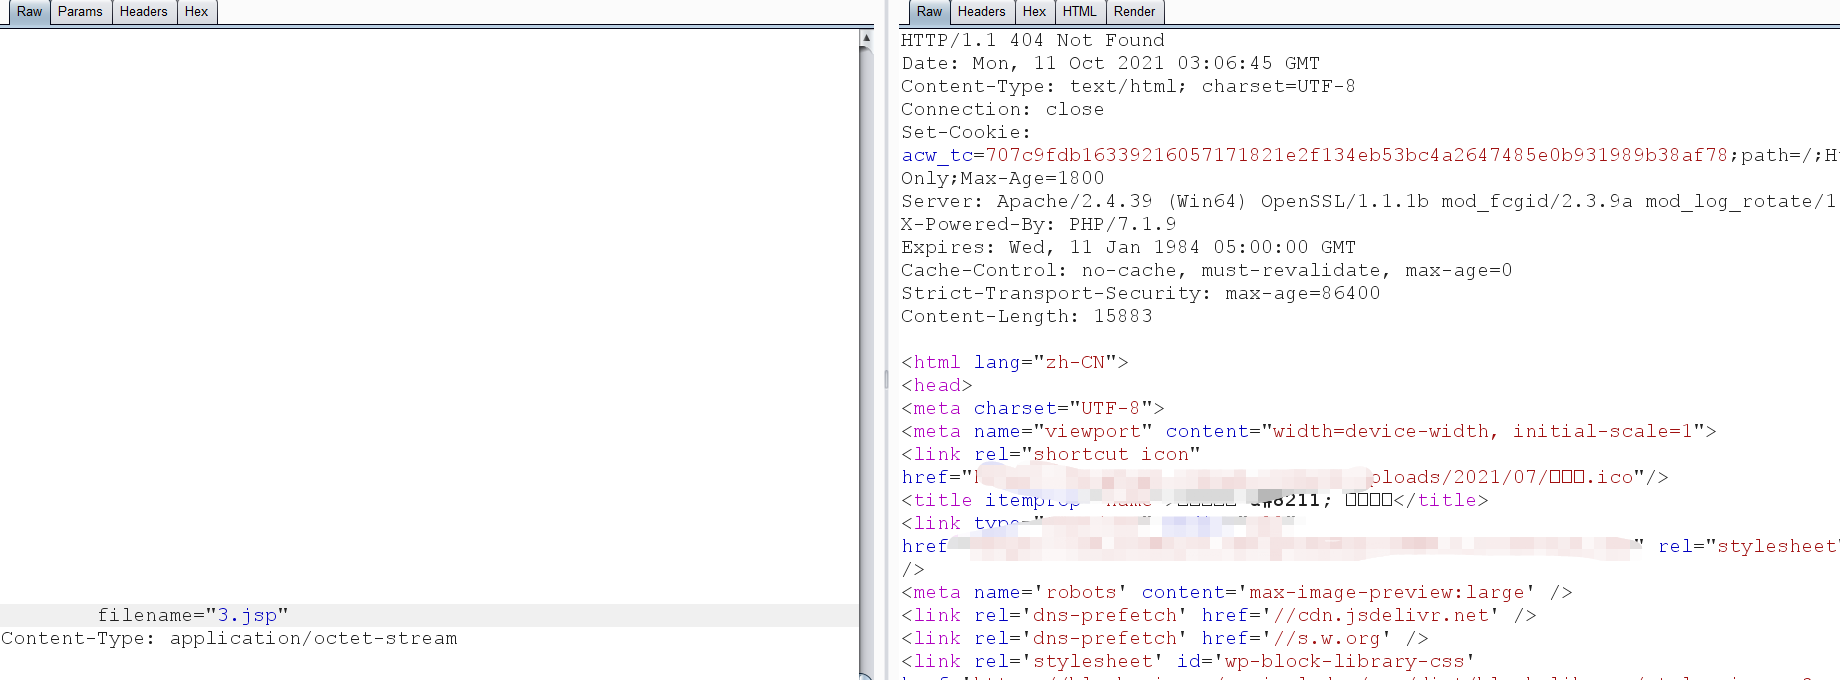 Raw Params Headers Hex
filename="3.jsp"
Content-Type: application/octet-stream
Raw Headers Hex HTML Render
HTTP/1.1 404 Not Found
Date: Mon, 11 Oct 2021 03:06:45 GMT
Content-Type: text/html; charset=UTF-8
Connection: close
Set-Cookie:
acw_tc=707c9fdb16339216057171821e2f134eb53bc4a2647485e0b931989b38af78;path=/;H
Only;Max-Age=1800
Server: Apache/2.4.39 (Win64) OpenSSL/1.1.1b mod_fcgid/2.3.9a mod_log_rotate/1
X-Powered-By: PHP/7.1.9
Expires: Wed, 11 Jan 1984 05:00:00 GMT
Cache-Control: no-cache, must-revalidate, max-age=0
Strict-Transport-Security: max-age=86400
Content-Length: 15883
<html lang="zh-CN">
<head>
<meta charset="UTF-8">
<meta name="viewport" content="width=device-width, initial-scale=1">
<link rel="shortcut icon"
href=" ploads/2021/07/□□□.ico"/>
<title itemprop="name">□□□□□ &#8211; □□□□</title>
<link type="
href " rel="stylesheet"
/>
<meta name='robots' content='max-image-preview:large' />
<link rel='dns-prefetch' href='//cdn.jsdelivr.net' />
<link rel='dns-prefetch' href='//s.w.org' />
<link rel='stylesheet' id='wp-block-library-css'